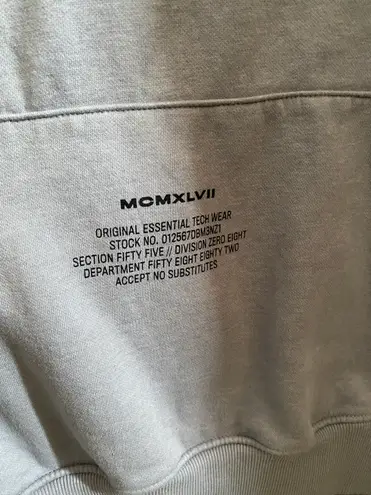 MCMXLVII
ORIGINAL ESSENTIAL TECH WEAR
STOCK NO. 012567DBM3NZ1
SECTION FIFTY FIVE // DIVISION ZERO EIGHT
DEPARTMENT FIFTY EIGHT EIGHTY TWO
ACCEPT NO SUBSTITUTES